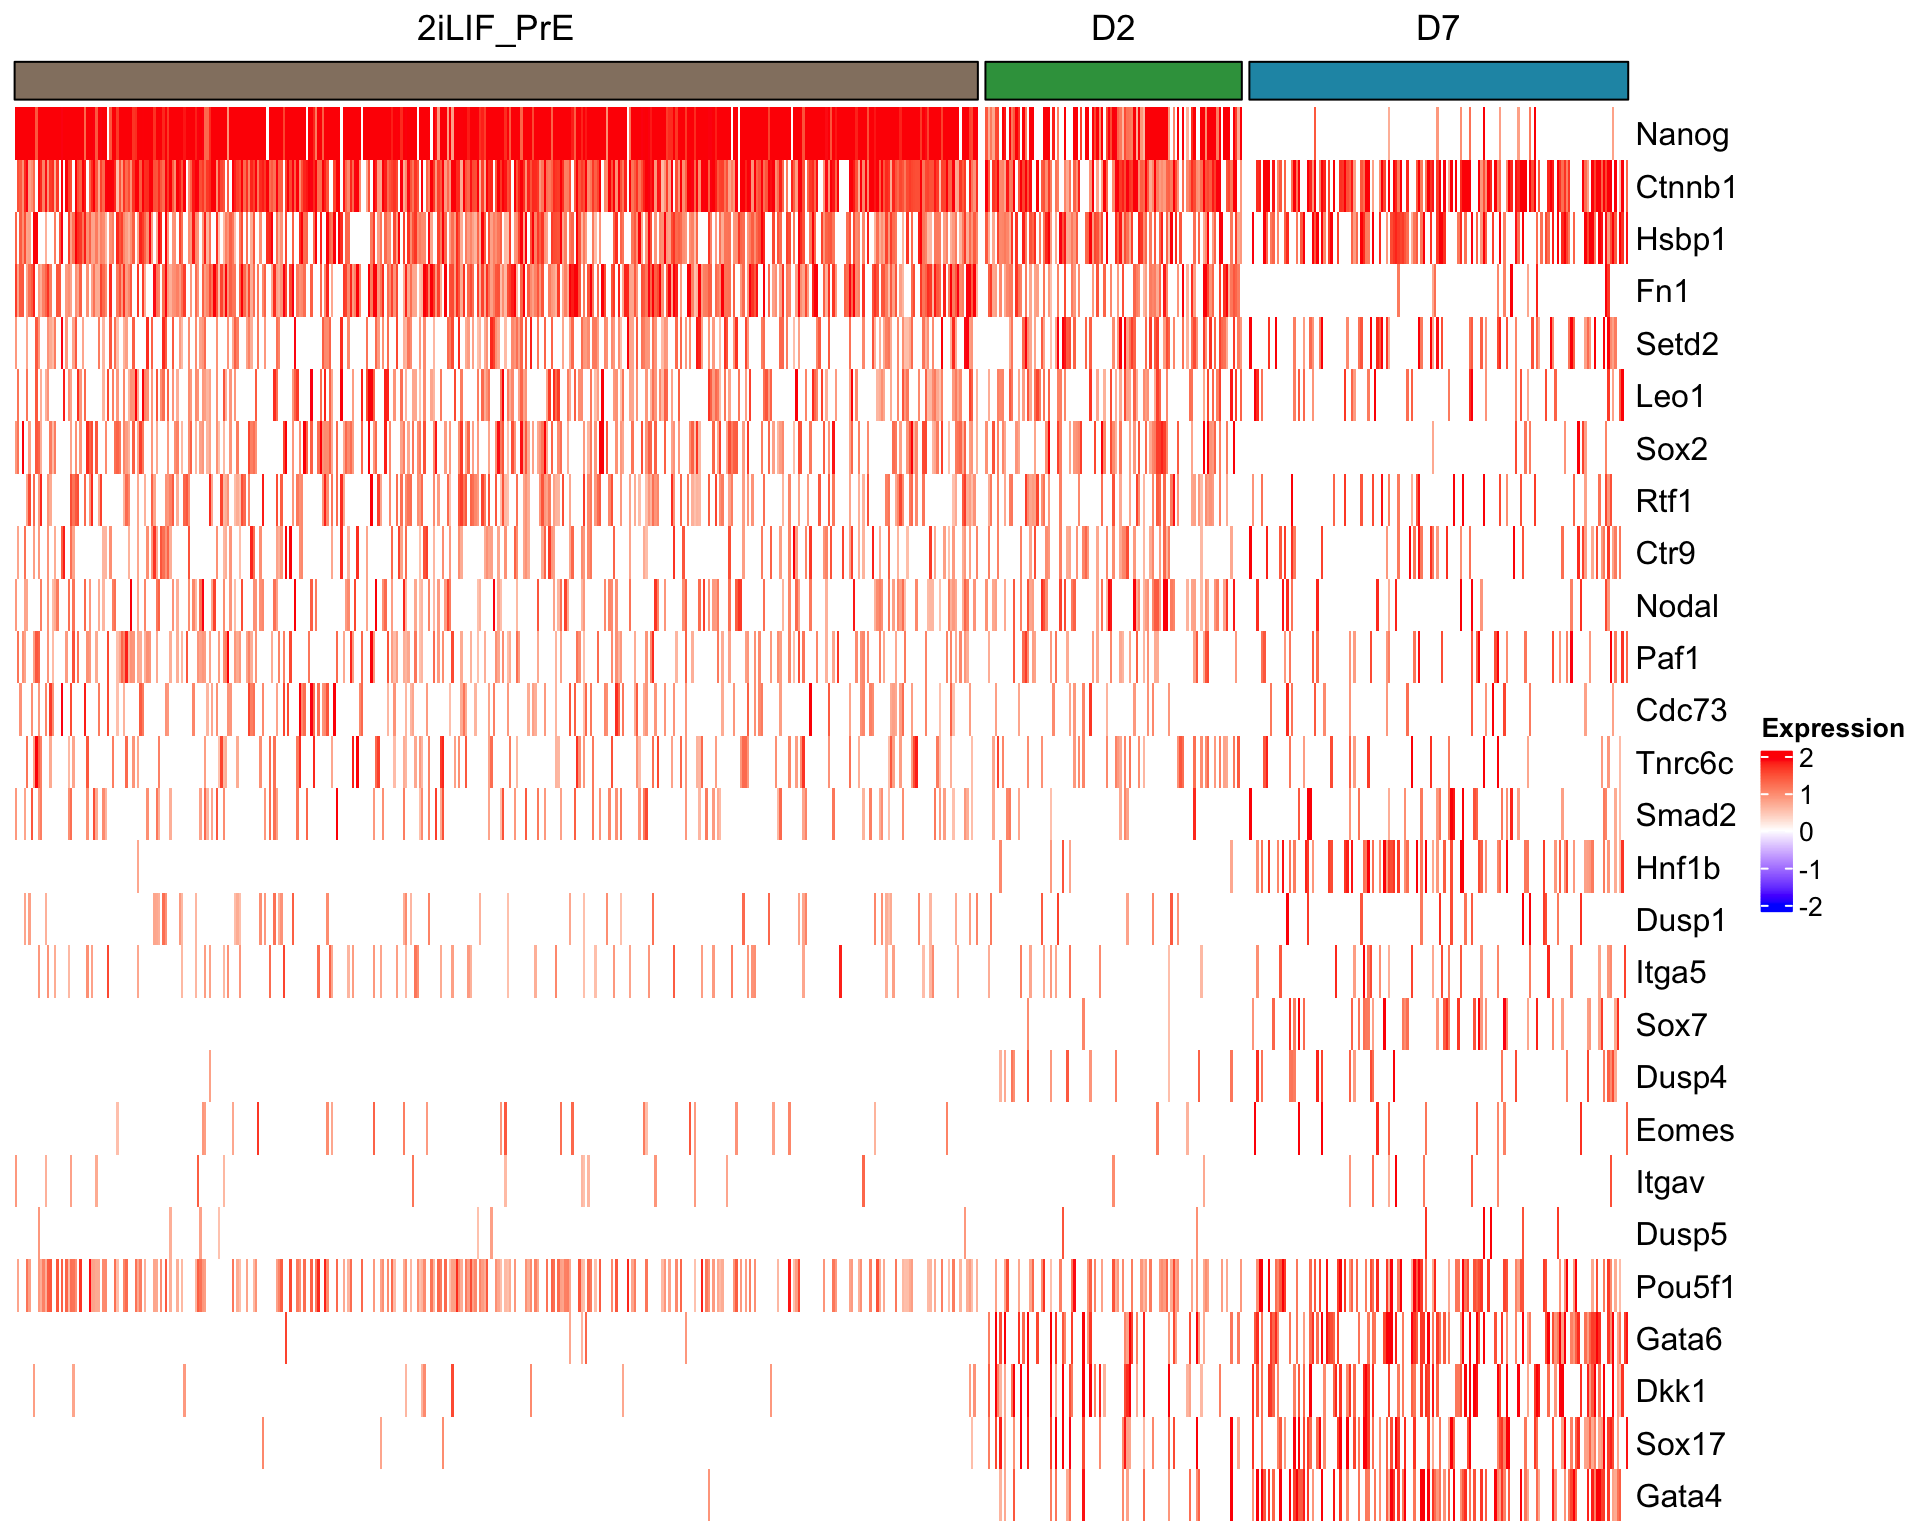 2iLIF_PrE D2 D7
Nanog
Ctnnb1
Hsbp1
Fn1
Setd2
Leo1
Sox2
Rtf1
Ctr9
Nodal
Paf1
Cdc73
Tnrc6c
Smad2
Hnf1b
Dusp1
Itga5
Sox7
Dusp4
Eomes
Itgav
Dusp5
Pou5f1
Gata6
Dkk1
Sox17
Gata4
Expression
2
1
0
-1
-2